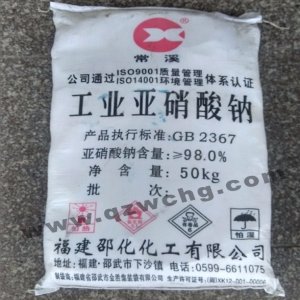 常溪
公司通过ISO9001质量管理体系认证
ISO14001环境管理
工业亚硝酸钠
产品执行标准:GB 2367
亚硝酸钠含量:≥98.0%
净含量:50kg
批次:
www.qzwchg.com
怕湿
福建邵化化工有限公司
地址:福建·邵武市下沙镇 电话:0599-6611075